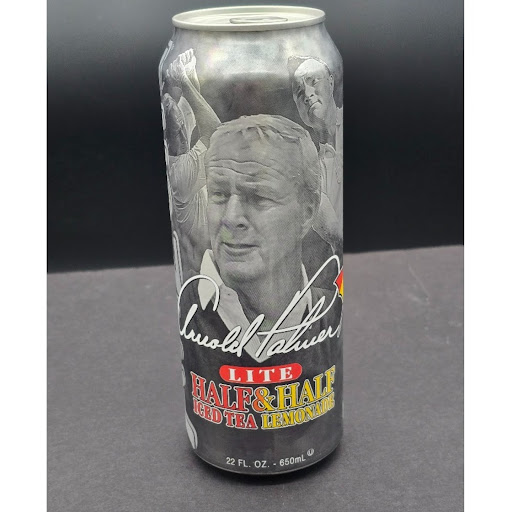 Arnold Palmer
LITE
HALF & HALF
ICED TEA LEMONADE
22 FL. OZ. - 650mL U